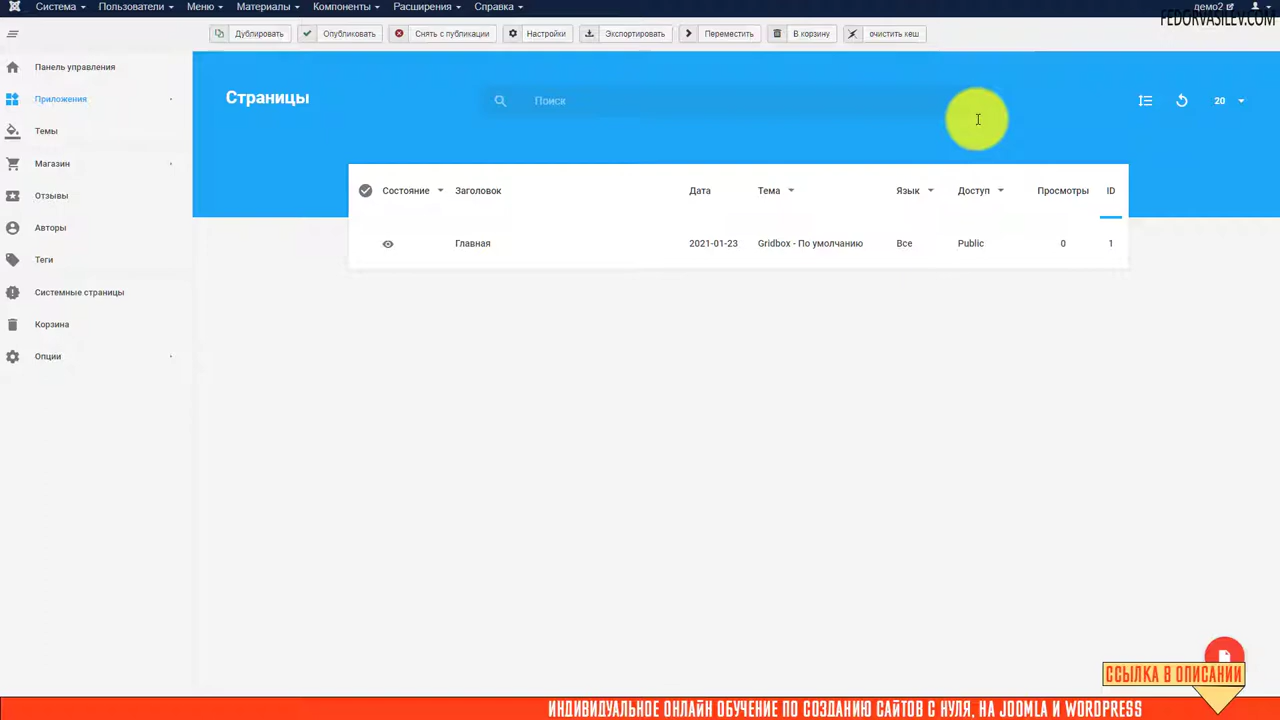 Система Пользователи Меню Материалы Компоненты Расширения Справка демо2
FEDORVASILEV.COM
Дублировать Опубликовать Снять с публикации Настройки Экспортировать Переместить В корзину очистить кеш
Панель управления
Приложения
Темы
Магазин
Отзывы
Авторы
Теги
Системные страницы
Корзина
Опции
Страницы Поиск 20
Состояние Заголовок Дата Тема Язык Доступ Просмотры ID
Главная 2021-01-23 Gridbox - По умолчанию Все Public 0 1
ССЫЛКА В ОПИСАНИИ
ИНДИВИДУАЛЬНОЕ ОНЛАЙН ОБУЧЕНИЕ ПО СОЗДАНИЮ САЙТОВ С НУЛЯ, НА JOOMLA И WORDPRESS